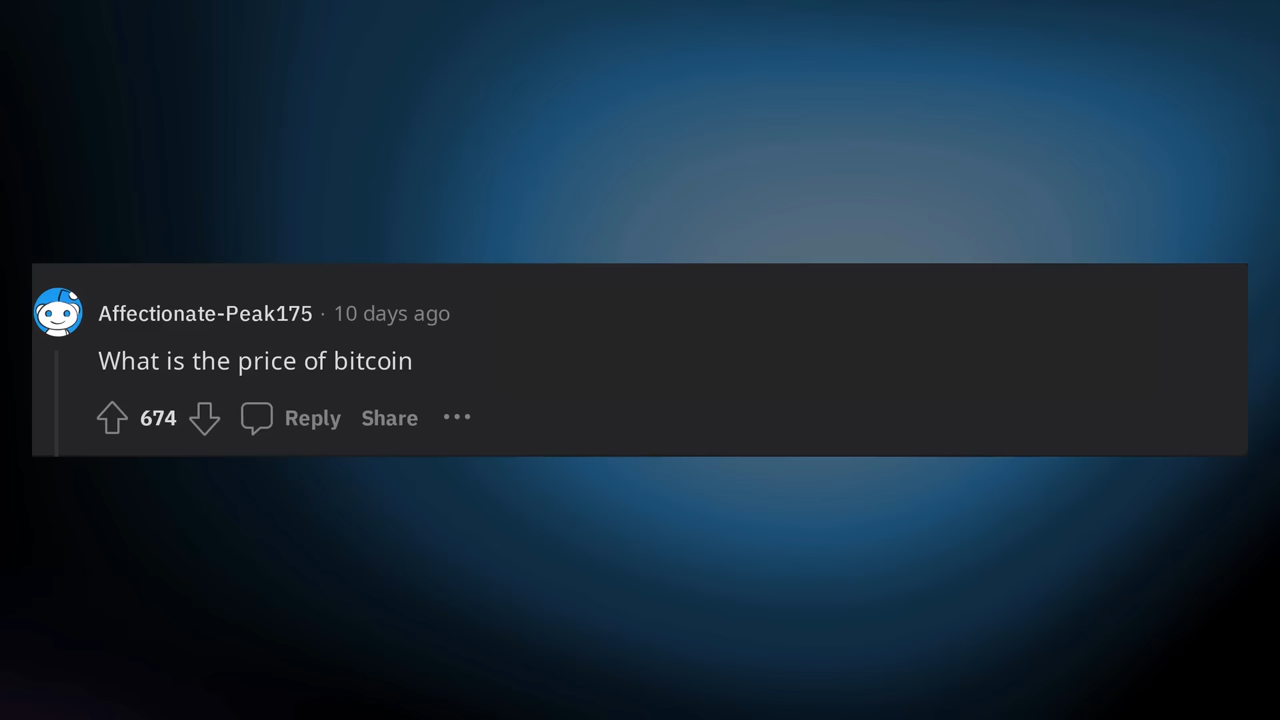 Affectionate-Peak175 · 10 days ago
What is the price of bitcoin
674 Reply Share ···